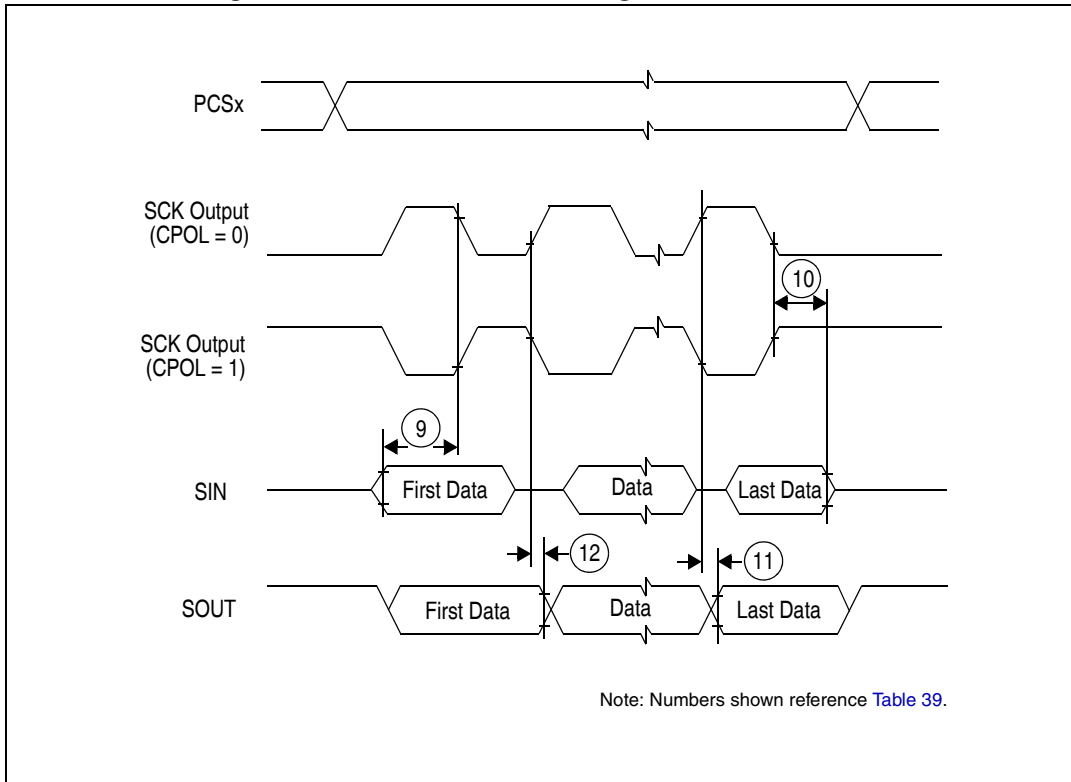 PCSx
SCK Output
(CPOL = 0)
10
SCK Output
(CPOL = 1)
9
SIN
First Data
Data
Last Data
12
11
SOUT
First Data
Data
Last Data
Note: Numbers shown reference Table 39.